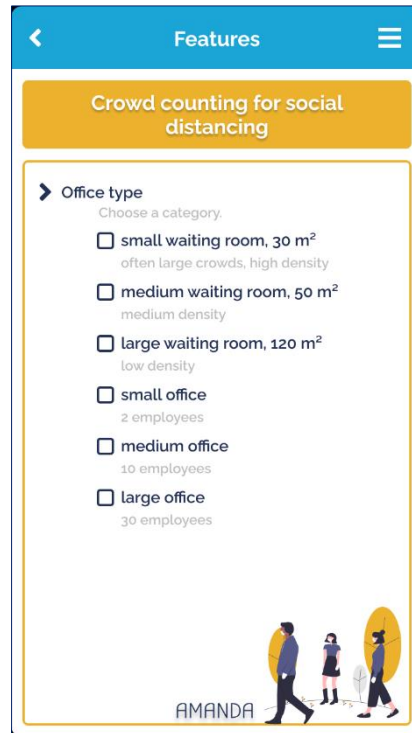 Features
Crowd counting for social
distancing
Office type
Choose a category.
small waiting room, 30 m²
often large crowds, high density
medium waiting room, 50 m²
medium density
large waiting room, 120 m²
low density
small office
2 employees
medium office
10 employees
large office
30 employees
AMANDA